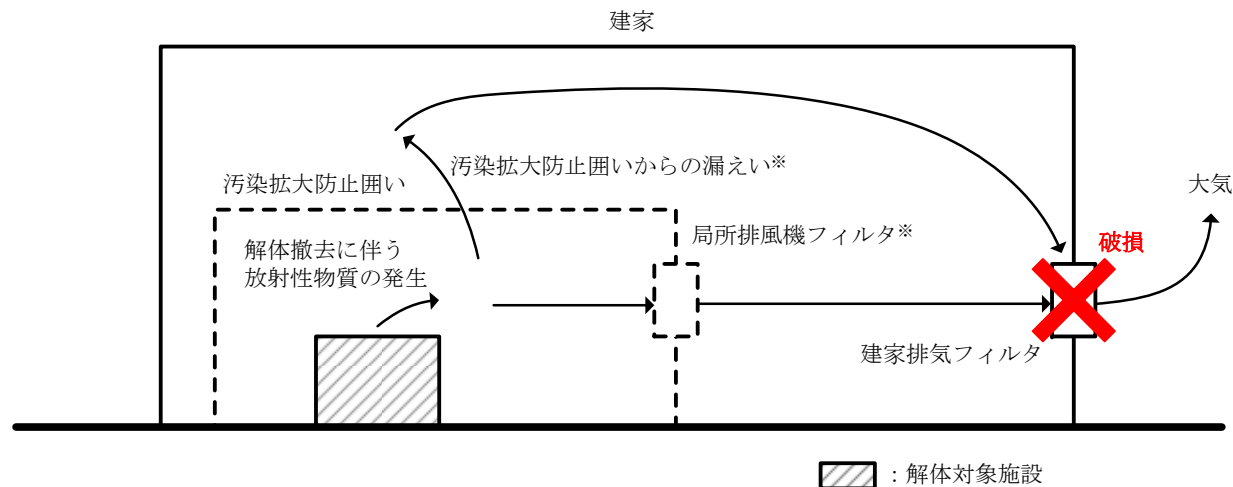 建家
汚染拡大防止囲いからの漏えい※
汚染拡大防止囲い
大気
局所排風機フィルタ※
破損
解体撤去に伴う
放射性物質の発生
建家排気フィルタ
：解体対象施設